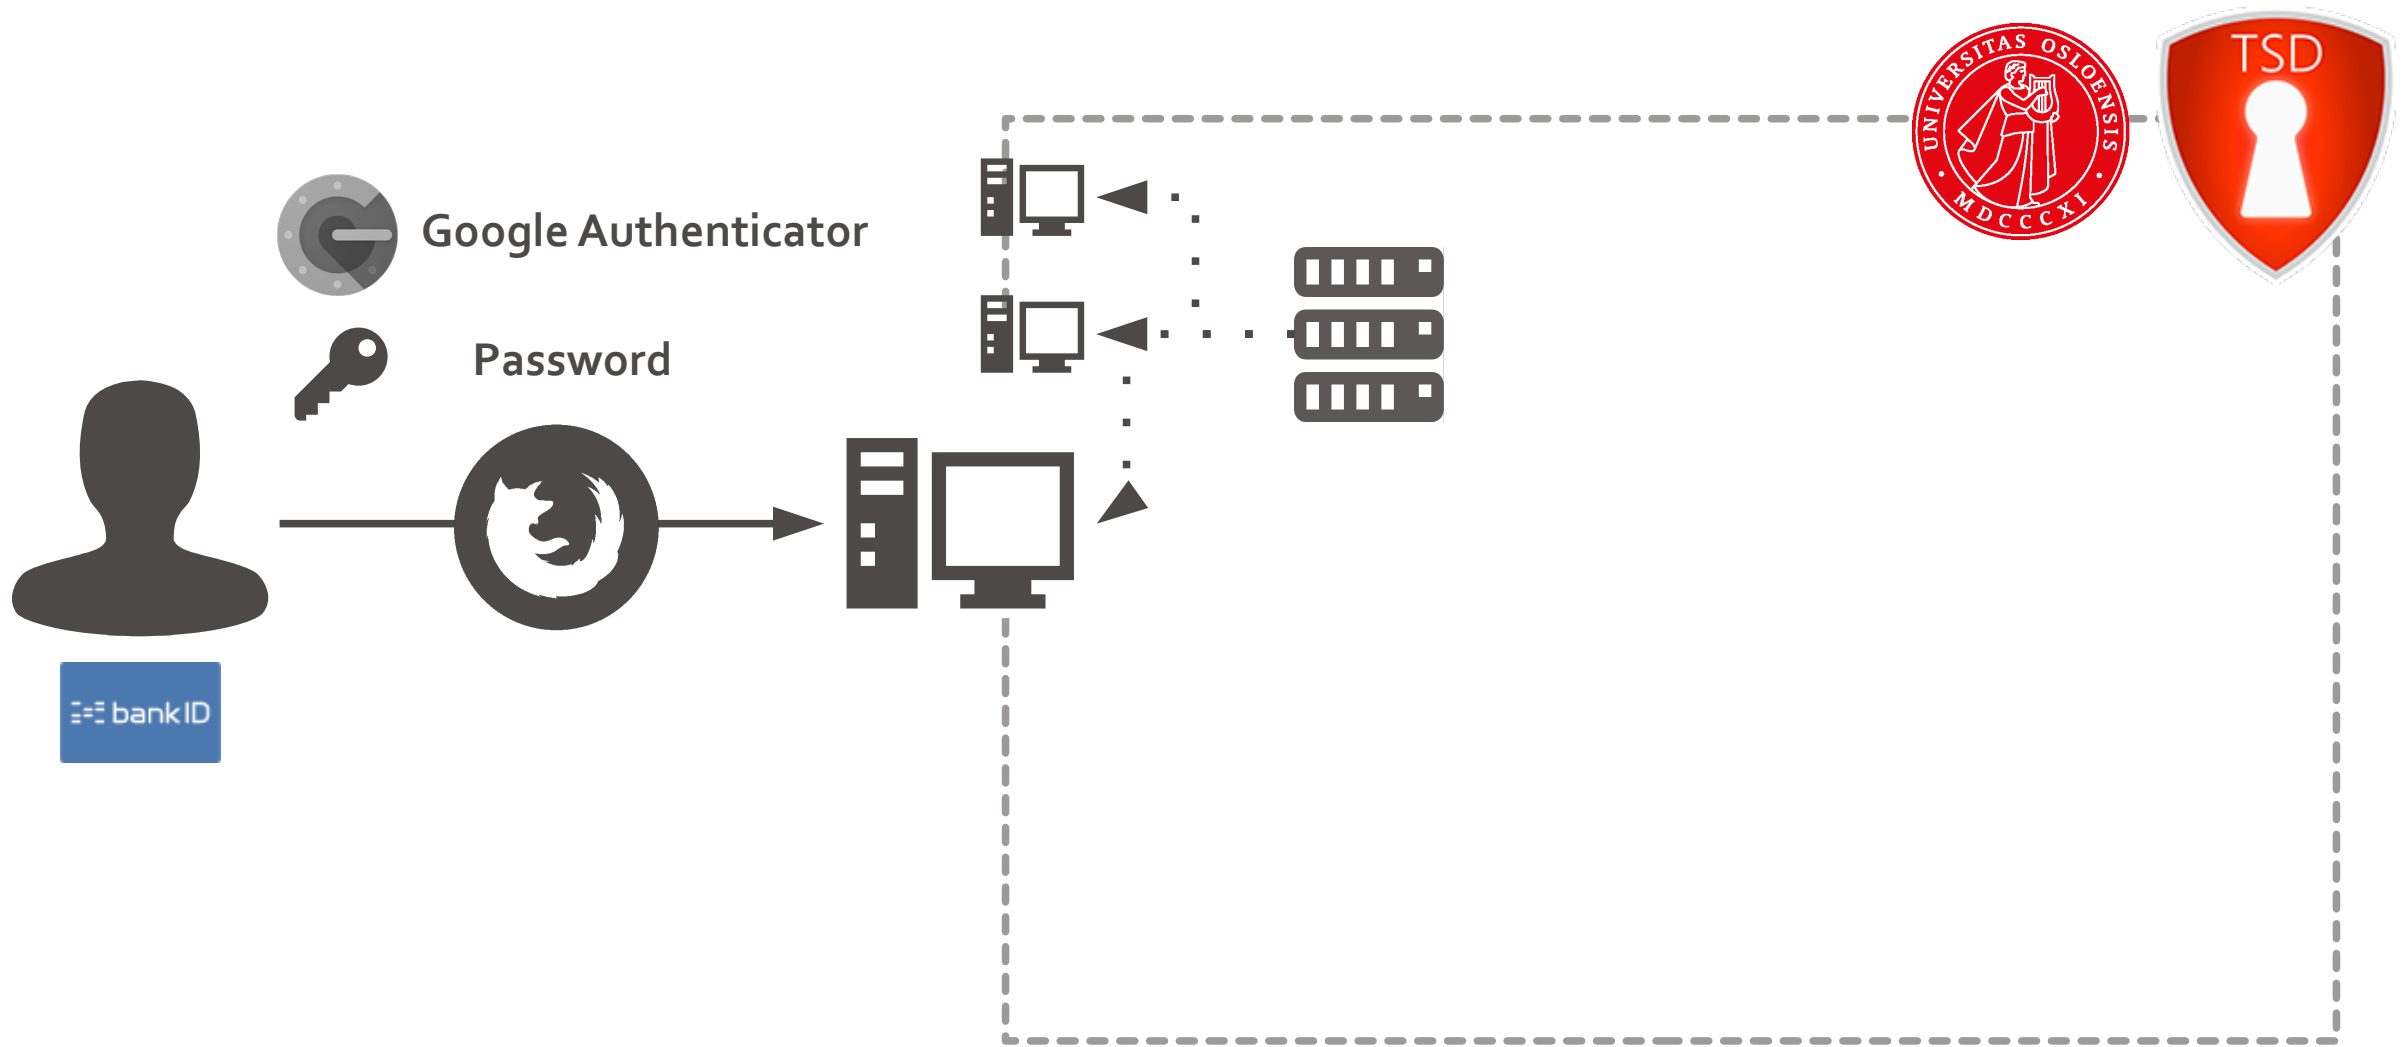 UNIVERSITAS OSLOENSIS
MDCCCXI
TSD
Google Authenticator
Password
bankID